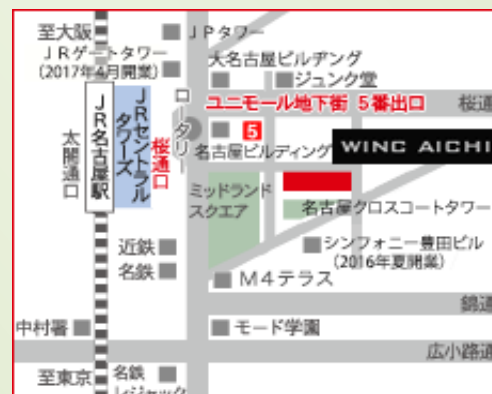 至大阪
JPタワー
JRゲートタワー
(2017年4月開業)
大名古屋ビルヂング
ジュンク堂
ロータリー
ユニモール地下街 5番出口
桜通
JR名古屋駅
JRセントラル
タワーズ
桜通口
太閤通口
5
名古屋ビルディング
WINC AICHI
ミッドランド
スクエア
名古屋クロスコートタワー
シンフォニー豊田ビル
(2016年夏開業)
近鉄
名鉄
M4テラス
錦通
中村署
モード学園
広小路通
至東京
名鉄
レジャック